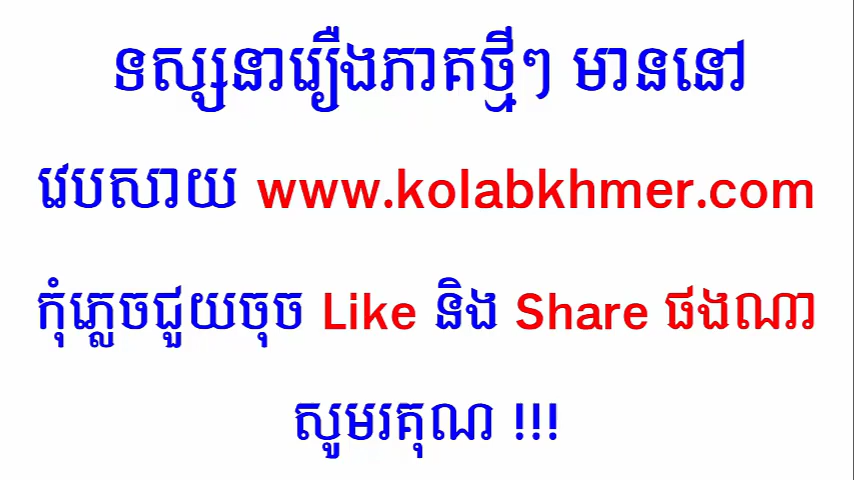 ទស្សនារឿងភាគថ្មីៗ មាននៅ
វេបសាយ www.kolabkhmer.com
កុំភ្លេចជួយចុច Like និង Share ផងណា
សូមរគុណ !!!